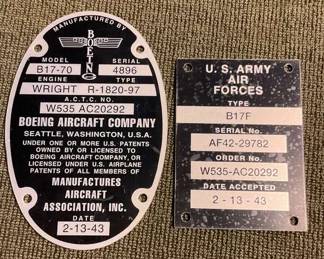 MANUFACTURED BY
BOEING
MODEL SERIAL
B17-70 4896
ENGINE TYPE
WRIGHT R-1820-97
A.C.T.C. NO.
W535 AC20292
BOEING AIRCRAFT COMPANY
SEATTLE, WASHINGTON, U.S.A.
UNDER ONE OR MORE U.S. PATENTS
OWNED BY OR LICENSED TO
BOEING AIRCRAFT COMPANY, OR
LICENSED UNDER U.S. AIRPLANE
PATENTS OF ALL MEMBERS OF
MANUFACTURES
AIRCRAFT
ASSOCIATION, INC.
DATE
2-13-43
U.S. ARMY
AIR
FORCES
TYPE
B17F
SERIAL No.
AF42-29782
ORDER No.
W535-AC20292
DATE ACCEPTED
2 - 13 - 43